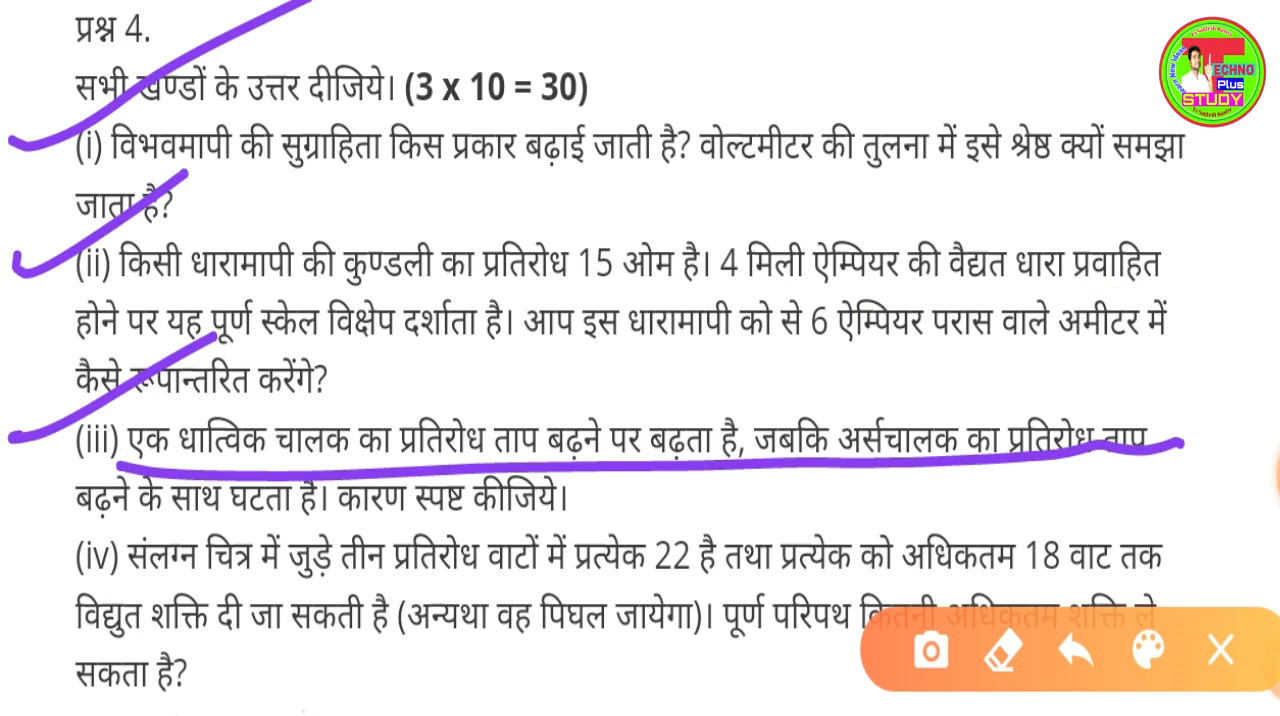 प्रश्न 4.
सभी खण्डों के उत्तर दीजिये। (3 x 10 = 30)
(i) विभवमापी की सुग्राहिता किस प्रकार बढ़ाई जाती है? वोल्टमीटर की तुलना में इसे श्रेष्ठ क्यों समझा
जाता है?
(ii) किसी धारामापी की कुण्डली का प्रतिरोध 15 ओम है। 4 मिली ऐम्पियर की वैद्यत धारा प्रवाहित
होने पर यह पूर्ण स्केल विक्षेप दर्शाता है। आप इस धारामापी को से 6 ऐम्पियर परास वाले अमीटर में
कैसे रूपान्तरित करेंगे?
(iii) एक धात्विक चालक का प्रतिरोध ताप बढ़ने पर बढ़ता है, जबकि अर्सचालक का प्रतिरोध ताप
बढ़ने के साथ घटता है। कारण स्पष्ट कीजिये।
(iv) संलग्न चित्र में जुड़े तीन प्रतिरोध वाटों में प्रत्येक 22 है तथा प्रत्येक को अधिकतम 18 वाट तक
विद्युत शक्ति दी जा सकती है (अन्यथा वह पिघल जायेगा)। पूर्ण परिपथ कितनी अधिकतम शक्ति ले
सकता है?
TECHNO
Plus
STUDY